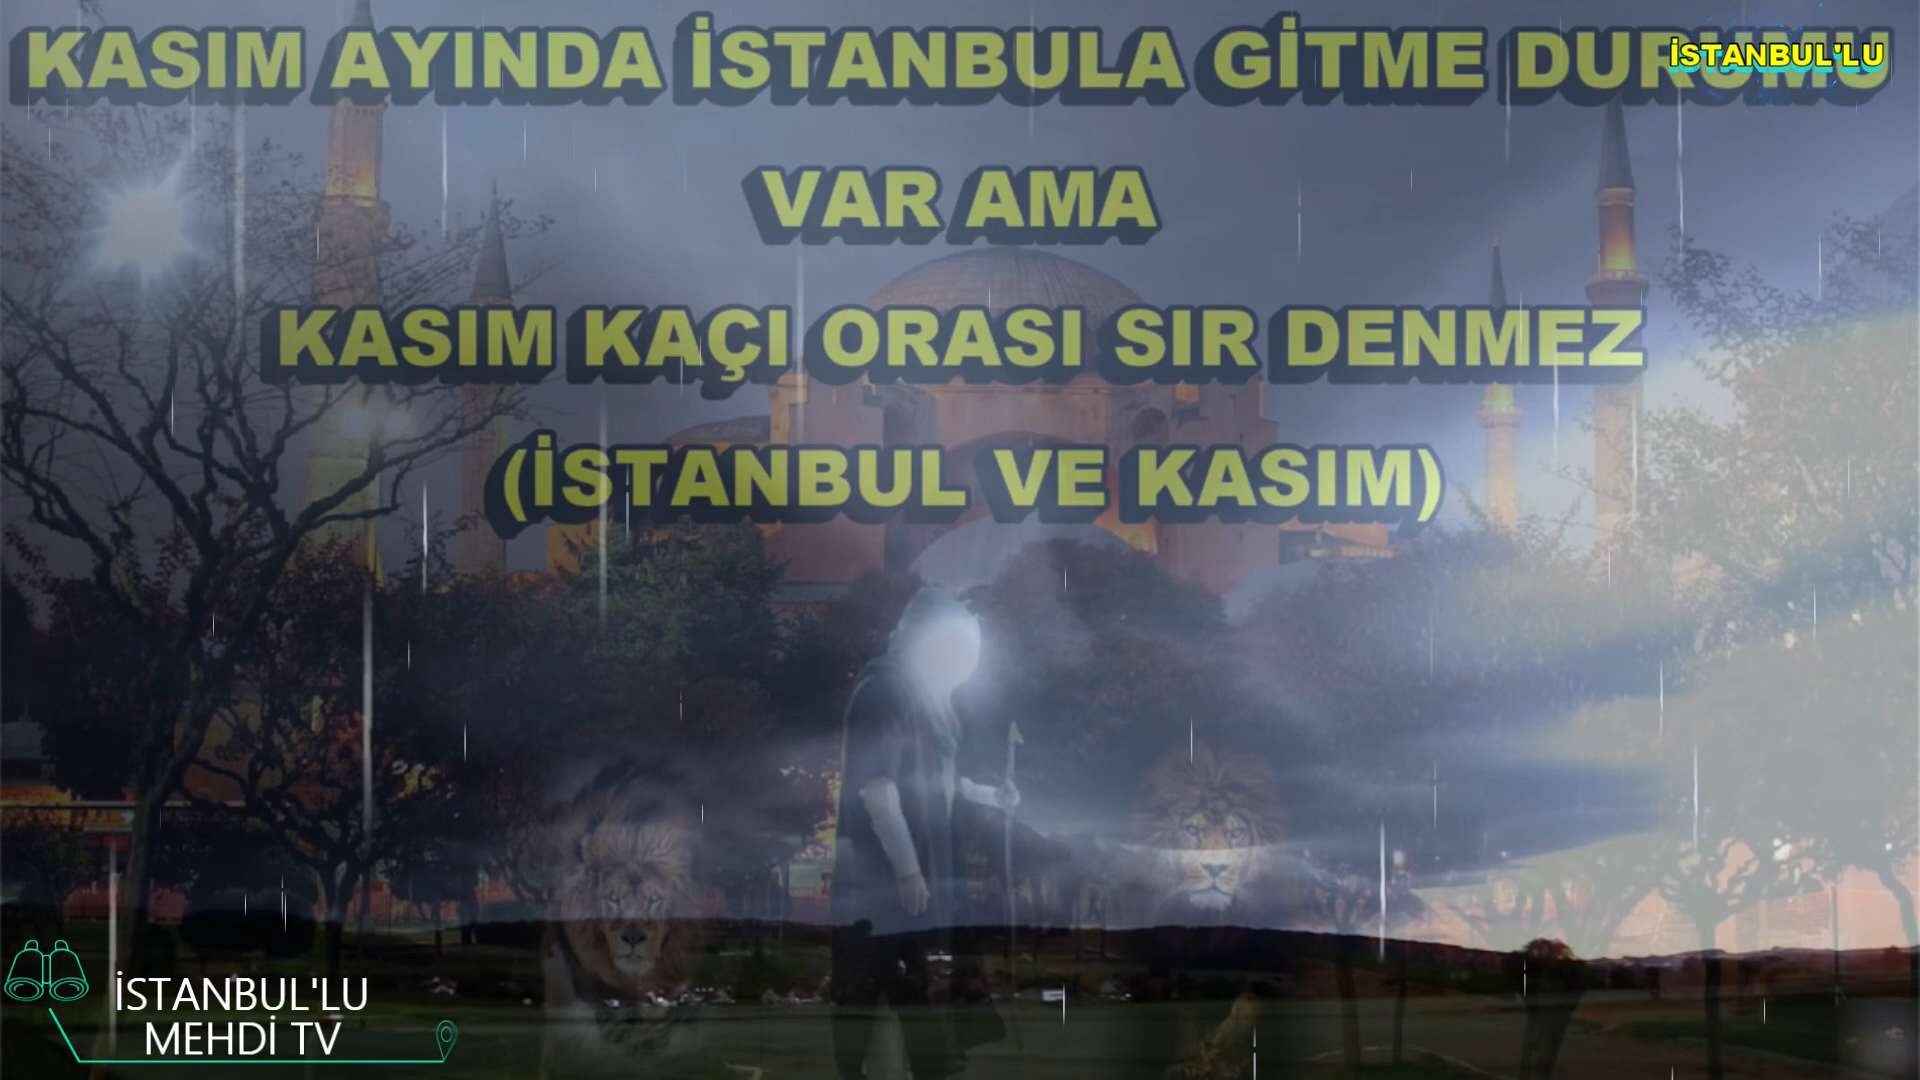 KASIM AYINDA İSTANBULA GİTME DURUMU
İSTANBUL'LU
VAR AMA
KASIM KAÇI ORASI SIR DENMEZ
(İSTANBUL VE KASIM)
İSTANBUL'LU
MEHDİ TV